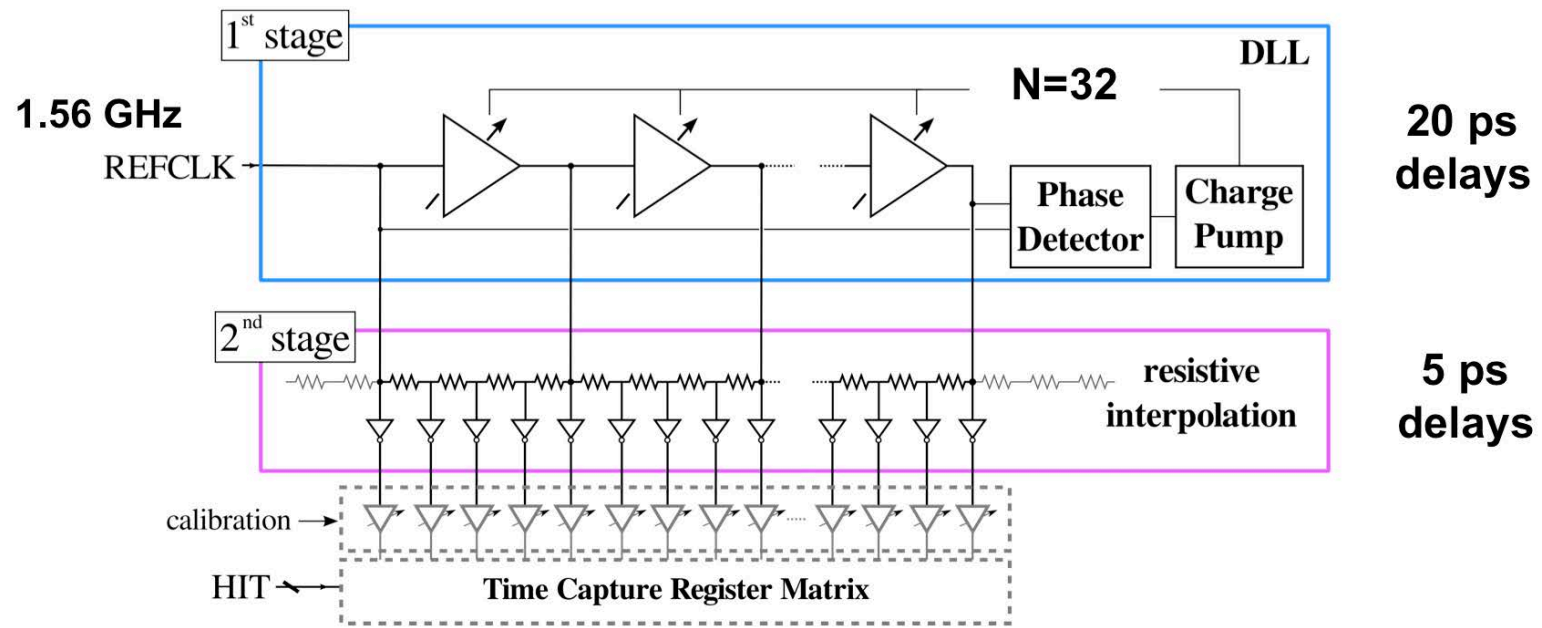 1st stage
DLL
N=32
1.56 GHz
REFCLK
20 ps
delays
Phase
Detector
Charge
Pump
2nd stage
resistive
interpolation
5 ps
delays
calibration
HIT
Time Capture Register Matrix